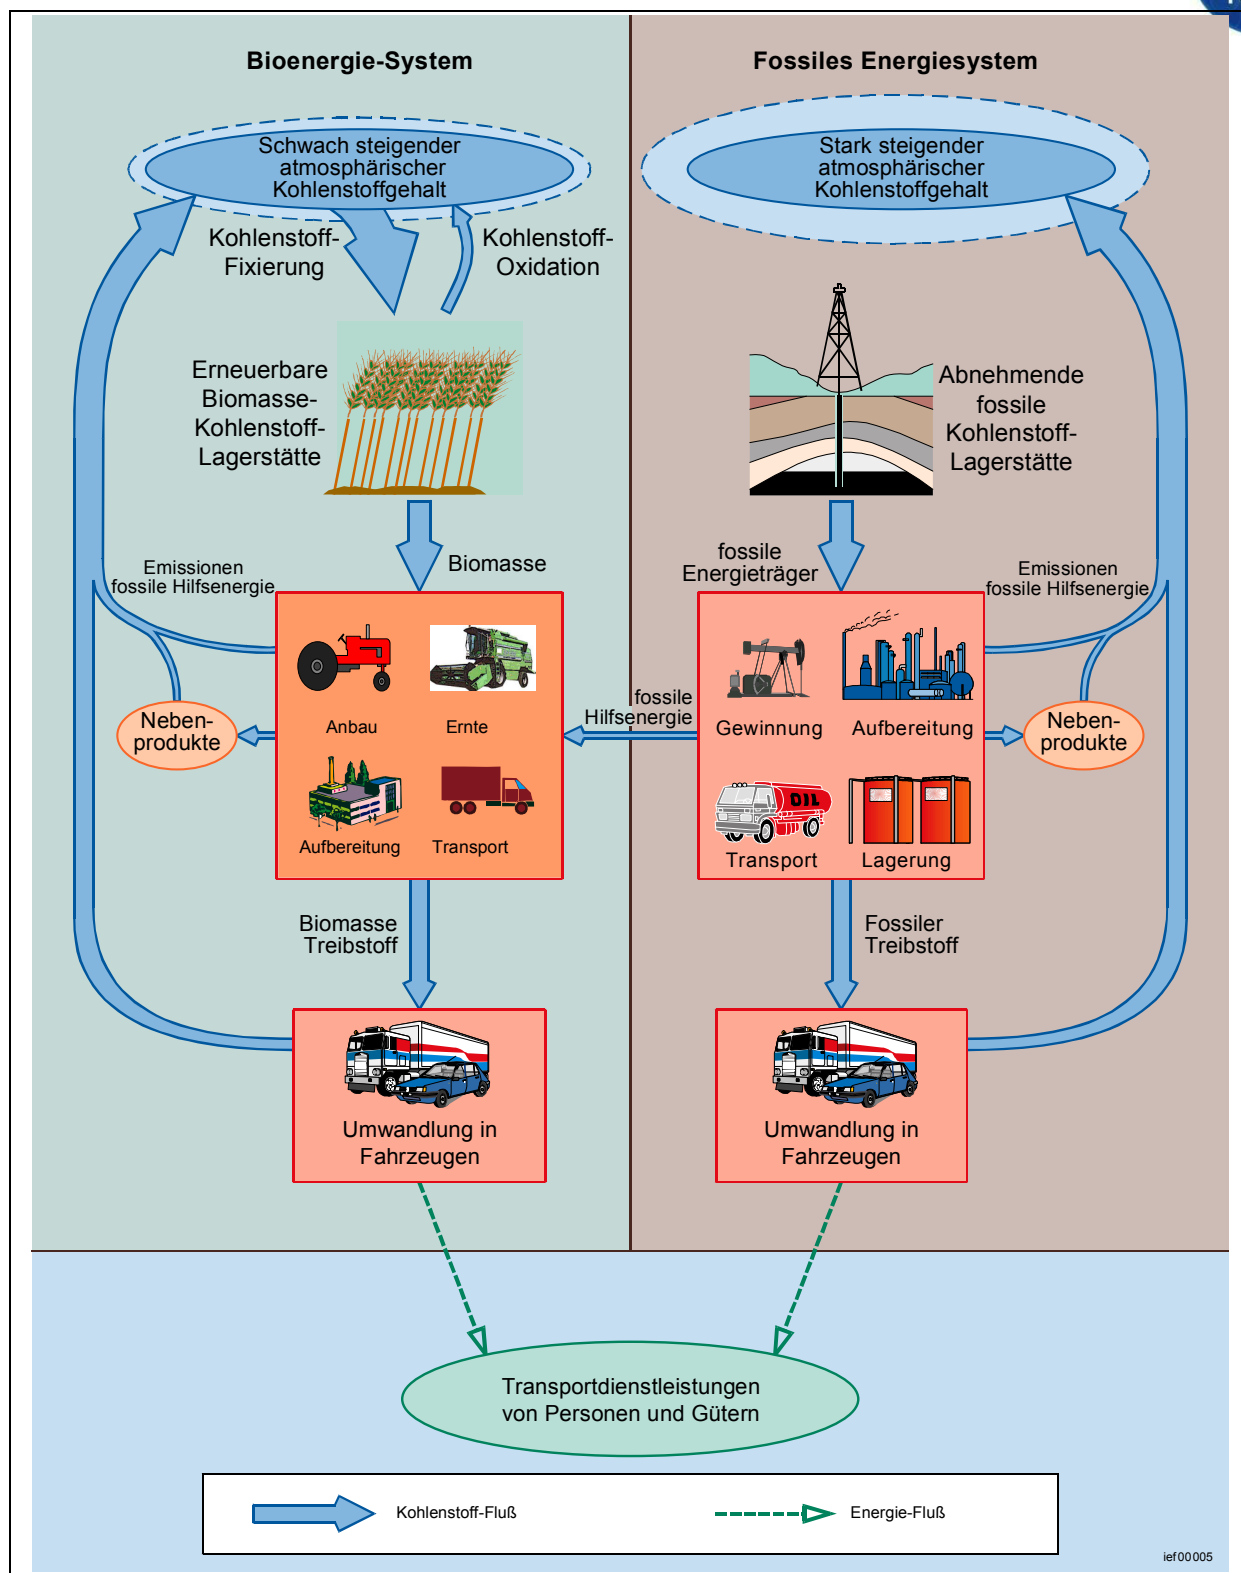 Bioenergie-System
Fossiles Energiesystem
Schwach steigender
atmosphärischer
Kohlenstoffgehalt
Stark steigender
atmosphärischer
Kohlenstoffgehalt
Kohlenstoff-
Fixierung
Kohlenstoff-
Oxidation
Erneuerbare
Biomasse-
Kohlenstoff-
Lagerstätte
Abnehmende
fossile
Kohlenstoff-
Lagerstätte
Biomasse
fossile
Energieträger
Emissionen
fossile Hilfsenergie
Emissionen
fossile Hilfsenergie
Neben-
produkte
Anbau
Ernte
Aufbereitung
Transport
fossile
Hilfsenergie
Gewinnung
Aufbereitung
OIL
Transport
Lagerung
Neben-
produkte
Biomasse
Treibstoff
Fossiler
Treibstoff
Umwandlung in
Fahrzeugen
Umwandlung in
Fahrzeugen
Transportdienstleistungen
von Personen und Gütern
Kohlenstoff-Fluß
Energie-Fluß
ief00005